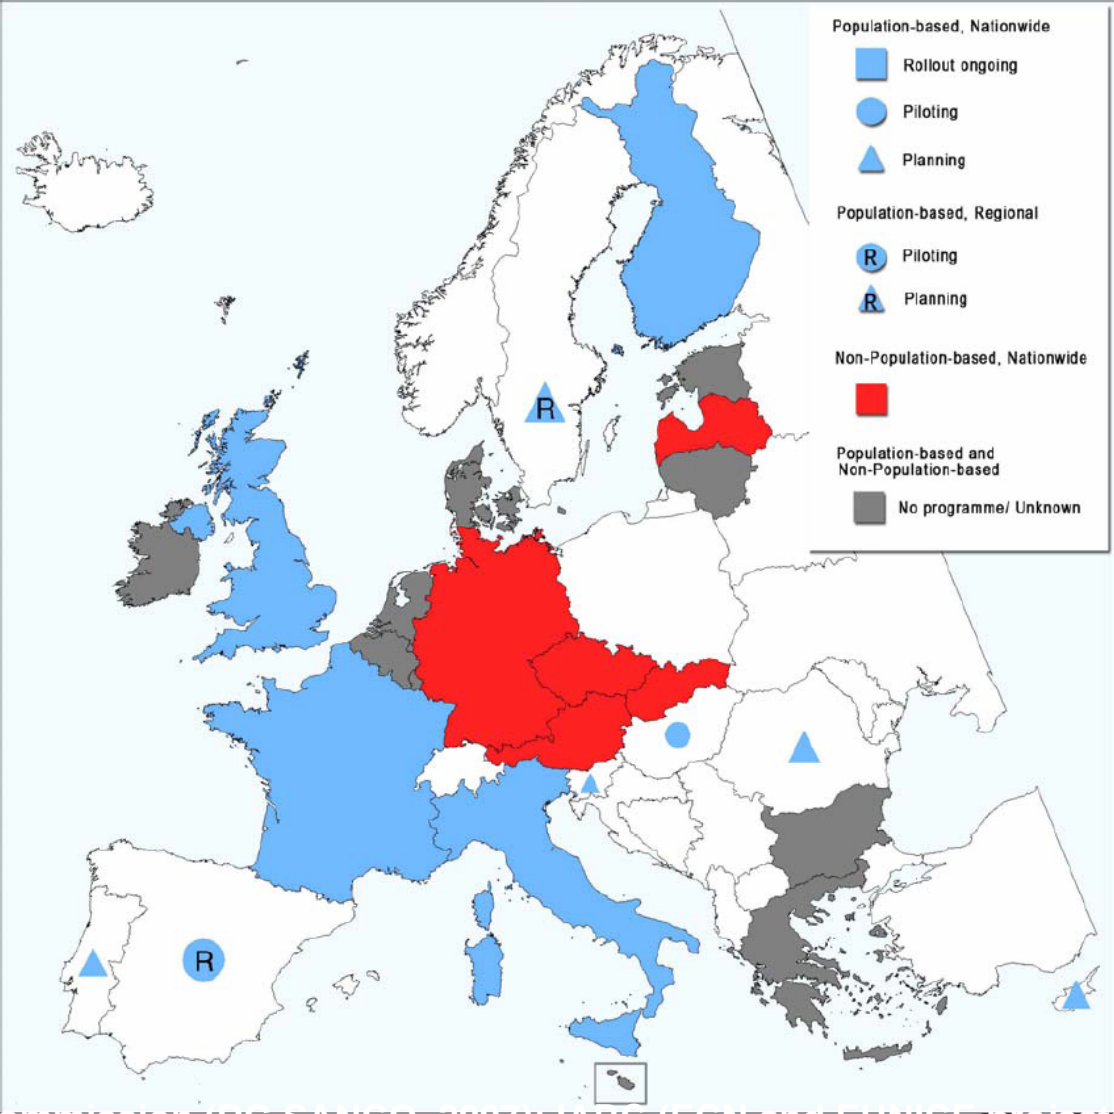 Population-based, Nationwide
Rollout ongoing
Piloting
Planning
Population-based, Regional
R Piloting
R Planning
Non-Population-based, Nationwide
Population-based and
Non-Population-based
No programme/ Unknown
R
R